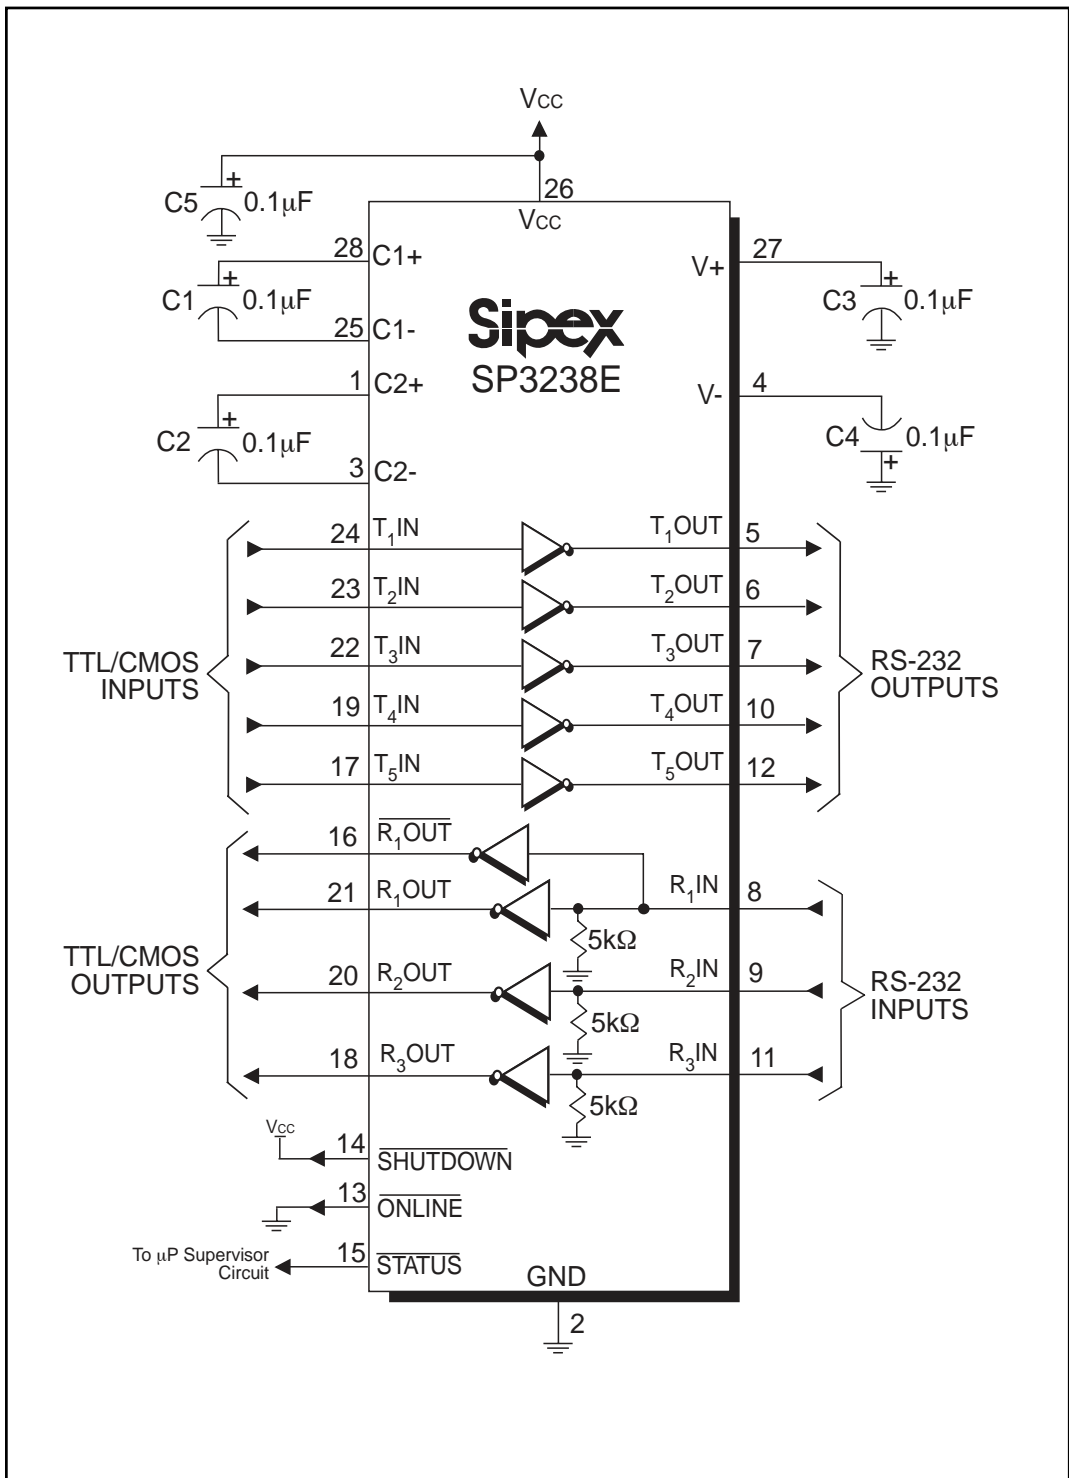 VCC
26
VCC
C5 + 0.1µF
28 C1+
C1 + 0.1µF
25 C1-
1 C2+
C2 + 0.1µF
3 C2-
V+ 27
C3 + 0.1µF
Sipex
SP3238E
V- 4
C4 0.1µF
+
24 T1IN T1OUT 5
23 T2IN T2OUT 6
22 T3IN T3OUT 7
19 T4IN T4OUT 10
17 T5IN T5OUT 12
TTL/CMOS
INPUTS
RS-232
OUTPUTS
16 R1OUT
21 R1OUT R1IN 8
5kΩ
20 R2OUT R2IN 9
5kΩ
18 R3OUT R3IN 11
5kΩ
TTL/CMOS
OUTPUTS
RS-232
INPUTS
VCC
14 SHUTDOWN
13 ONLINE
To µP Supervisor
Circuit
15 STATUS
GND
2